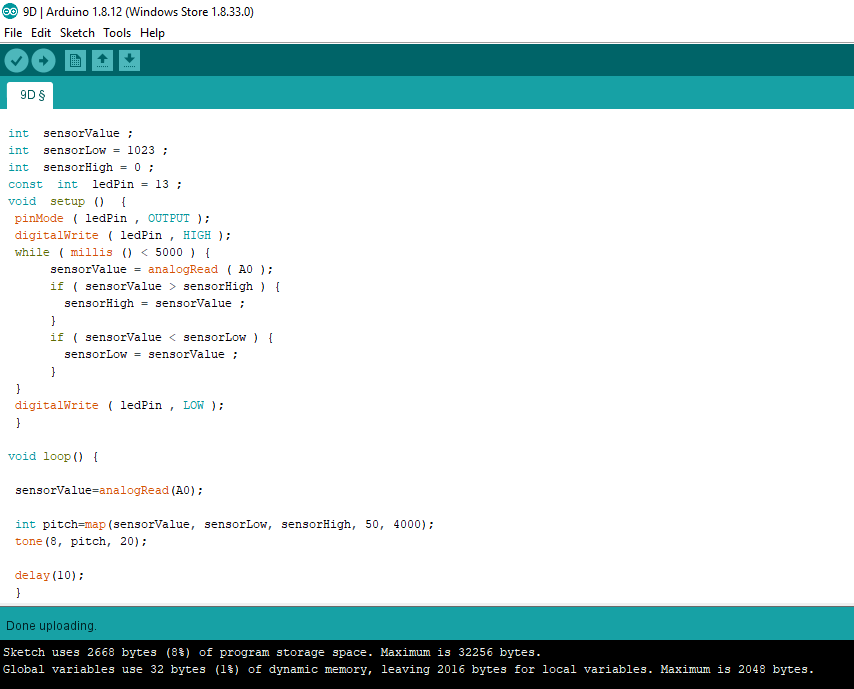 9D | Arduino 1.8.12 (Windows Store 1.8.33.0)
File Edit Sketch Tools Help
9D §
int  sensorValue ;
int  sensorLow = 1023 ;
int  sensorHigh = 0 ;
const  int  ledPin = 13 ;
void  setup ()  {
 pinMode ( ledPin , OUTPUT );
 digitalWrite ( ledPin , HIGH );
 while ( millis () < 5000 ) {
      sensorValue = analogRead ( A0 );
      if ( sensorValue > sensorHigh ) {
        sensorHigh = sensorValue ;
      }
      if ( sensorValue < sensorLow ) {
        sensorLow = sensorValue ;
      }
 }
 digitalWrite ( ledPin , LOW );
 }
void loop() {
 sensorValue=analogRead(A0);
 int pitch=map(sensorValue, sensorLow, sensorHigh, 50, 4000);
 tone(8, pitch, 20);
 delay(10);
 }
Done uploading.
Sketch uses 2668 bytes (8%) of program storage space. Maximum is 32256 bytes.
Global variables use 32 bytes (1%) of dynamic memory, leaving 2016 bytes for local variables. Maximum is 2048 bytes.